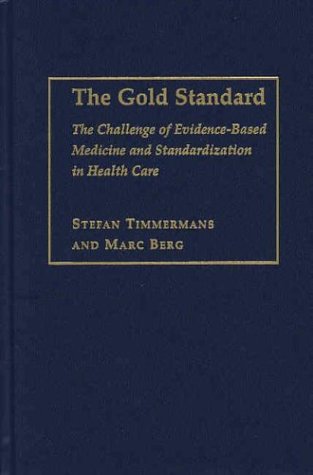 The Gold Standard
The Challenge of Evidence-Based
Medicine and Standardization
in Health Care
Stefan Timmermans
and Marc Berg